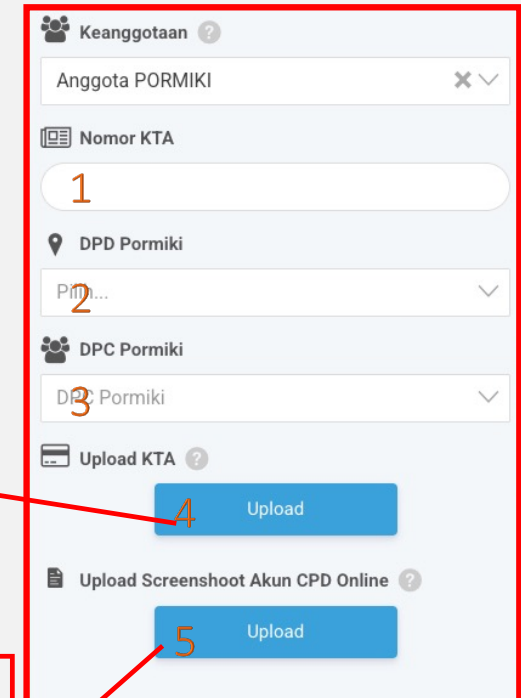 Keanggotaan ?
Anggota PORMIKI
Nomor KTA
1
DPD Pormiki
Pilih...
2
DPC Pormiki
DPC Pormiki
3
Upload KTA ?
4 Upload
Upload Screenshoot Akun CPD Online ?
5 Upload